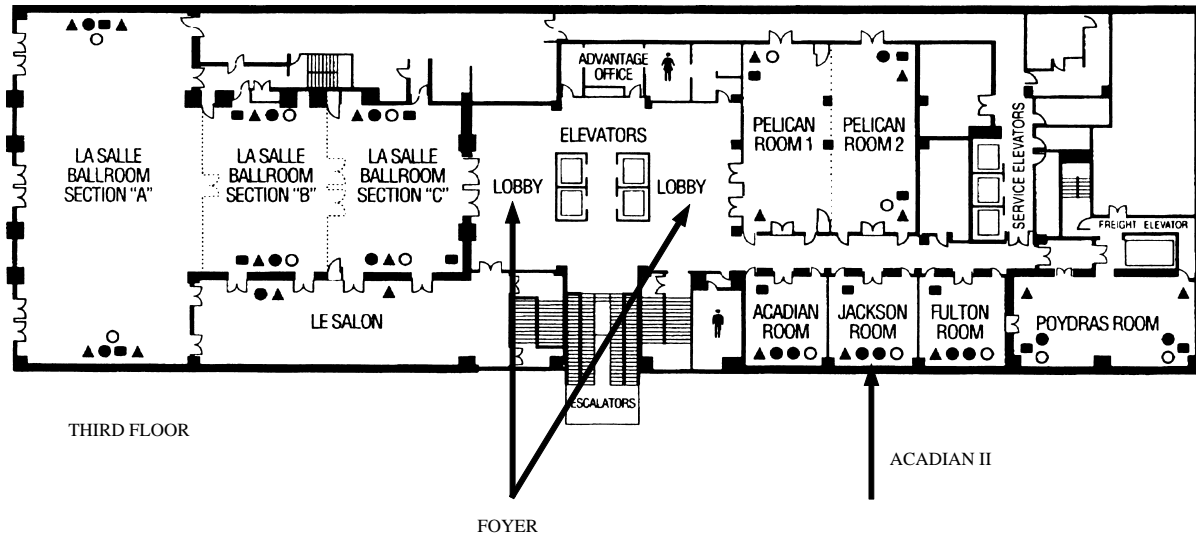 ADVANTAGE
OFFICE
ELEVATORS
LA SALLE
BALLROOM
SECTION "A"
LA SALLE
BALLROOM
SECTION "B"
LA SALLE
BALLROOM
SECTION "C"
LOBBY
LOBBY
PELICAN
ROOM 1
PELICAN
ROOM 2
SERVICE ELEVATORS
FREIGHT ELEVATOR
LE SALON
ACADIAN
ROOM
JACKSON
ROOM
FULTON
ROOM
POYDRAS ROOM
ESCALATORS
THIRD FLOOR
ACADIAN II
FOYER